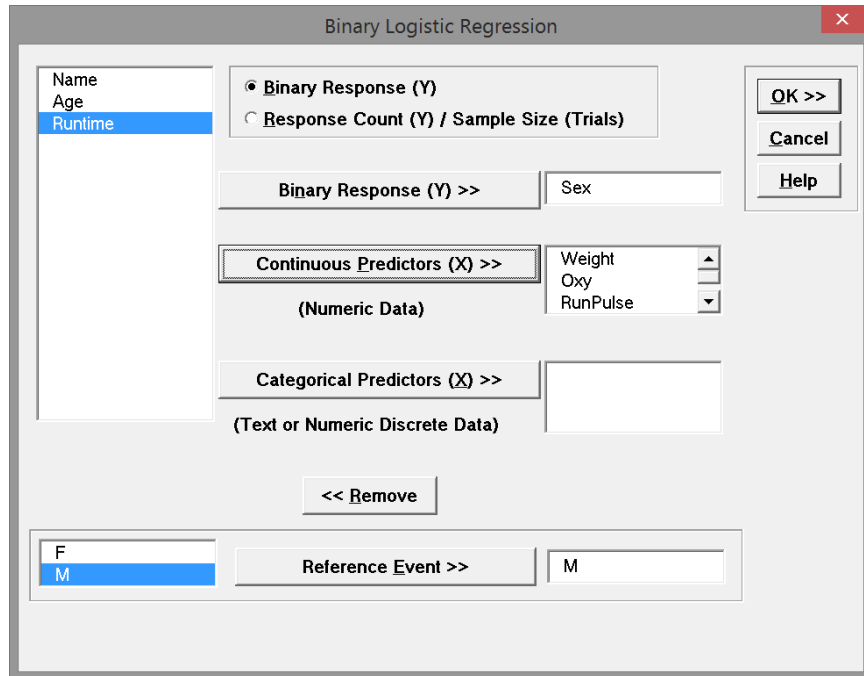 Binary Logistic Regression
Name
Age
Runtime
Binary Response (Y)
Response Count (Y) / Sample Size (Trials)
OK >>
Cancel
Help
Binary Response (Y) >>
Sex
Continuous Predictors (X) >>
(Numeric Data)
Weight
Oxy
RunPulse
Categorical Predictors (X) >>
(Text or Numeric Discrete Data)
<< Remove
F
M
Reference Event >>
M